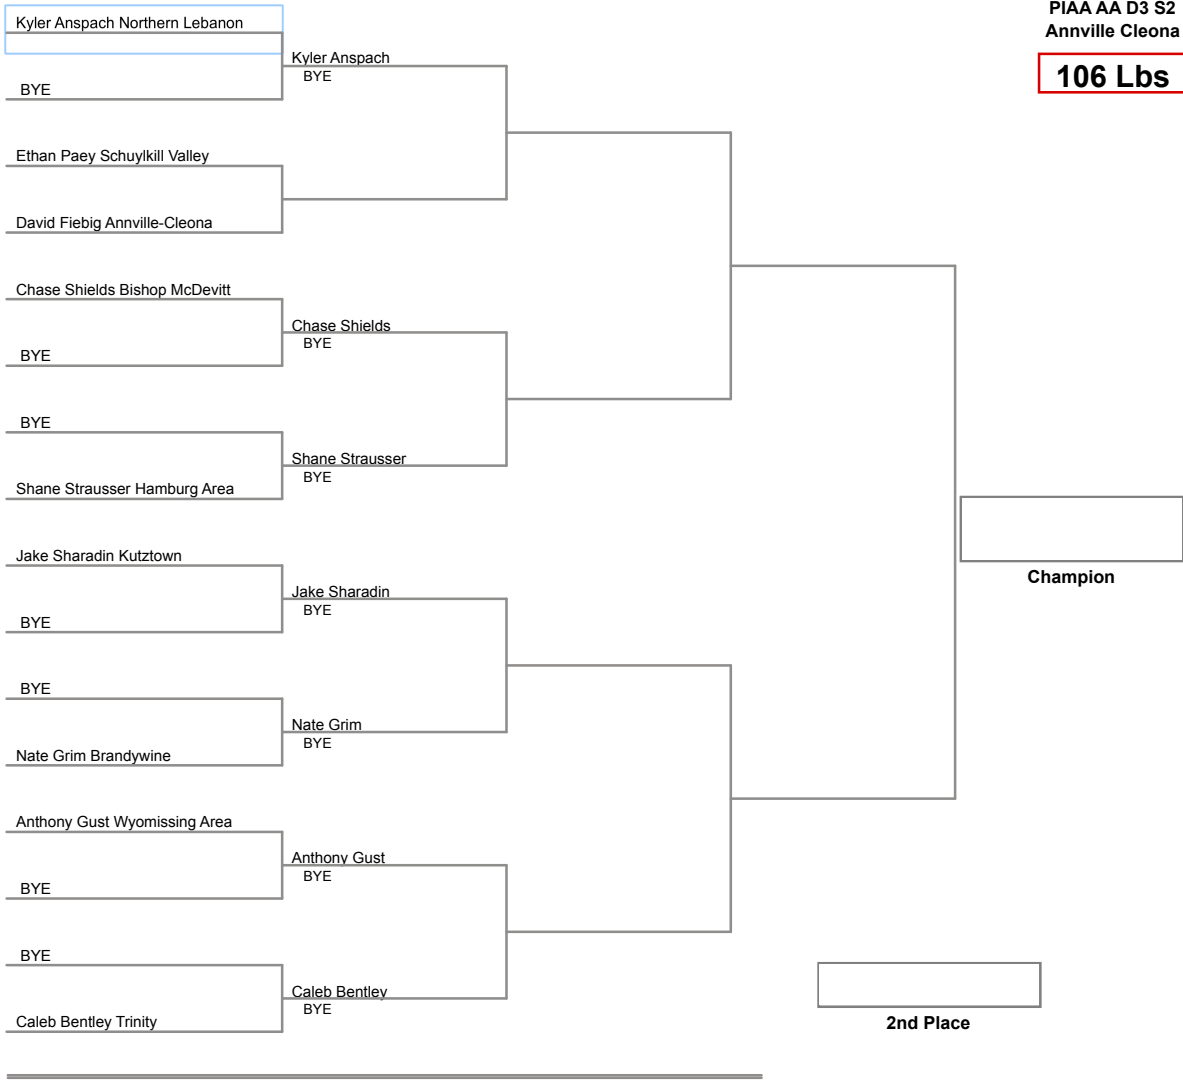 PIAA AA D3 S2
Annville Cleona
106 Lbs
Kyler Anspach Northern Lebanon
Kyler Anspach
BYE
BYE
Ethan Paey Schuylkill Valley
David Fiebig Annville-Cleona
Chase Shields Bishop McDevitt
Chase Shields
BYE
BYE
BYE
Shane Strausser
BYE
Shane Strausser Hamburg Area
Jake Sharadin Kutztown
Jake Sharadin
BYE
BYE
BYE
Nate Grim
BYE
Nate Grim Brandywine
Anthony Gust Wyomissing Area
Anthony Gust
BYE
BYE
BYE
Caleb Bentley
BYE
Caleb Bentley Trinity
Champion
2nd Place